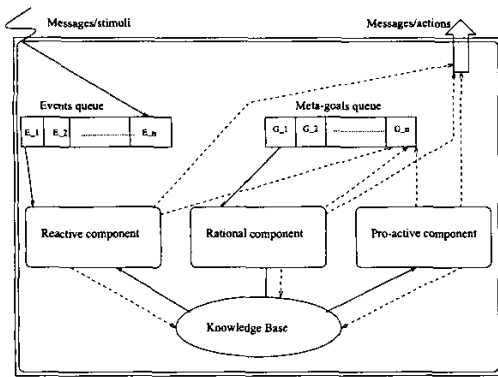 Messages/stimuli Messages/actions
Events queue Meta-goals queue
E_1 E_2 E_n G_1 G_2 G_n
Reactive component Rational component Pro-active component
Knowledge Base